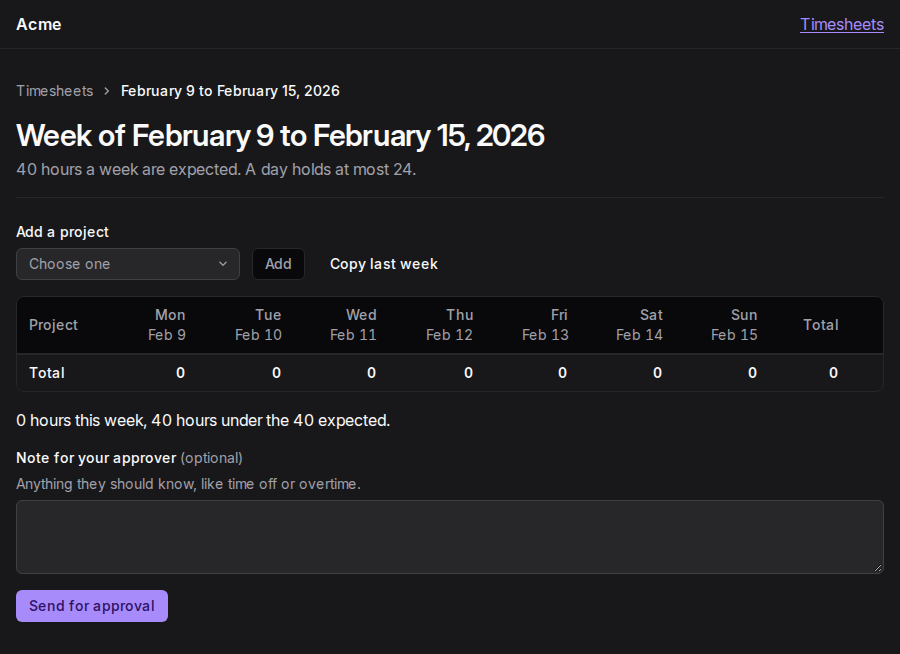 Acme
Timesheets
Timesheets > February 9 to February 15, 2026
Week of February 9 to February 15, 2026
40 hours a week are expected. A day holds at most 24.
Add a project
Choose one Add Copy last week
Project Mon Feb 9 Tue Feb 10 Wed Feb 11 Thu Feb 12 Fri Feb 13 Sat Feb 14 Sun Feb 15 Total
Total 0 0 0 0 0 0 0 0
0 hours this week, 40 hours under the 40 expected.
Note for your approver (optional)
Anything they should know, like time off or overtime.
Send for approval